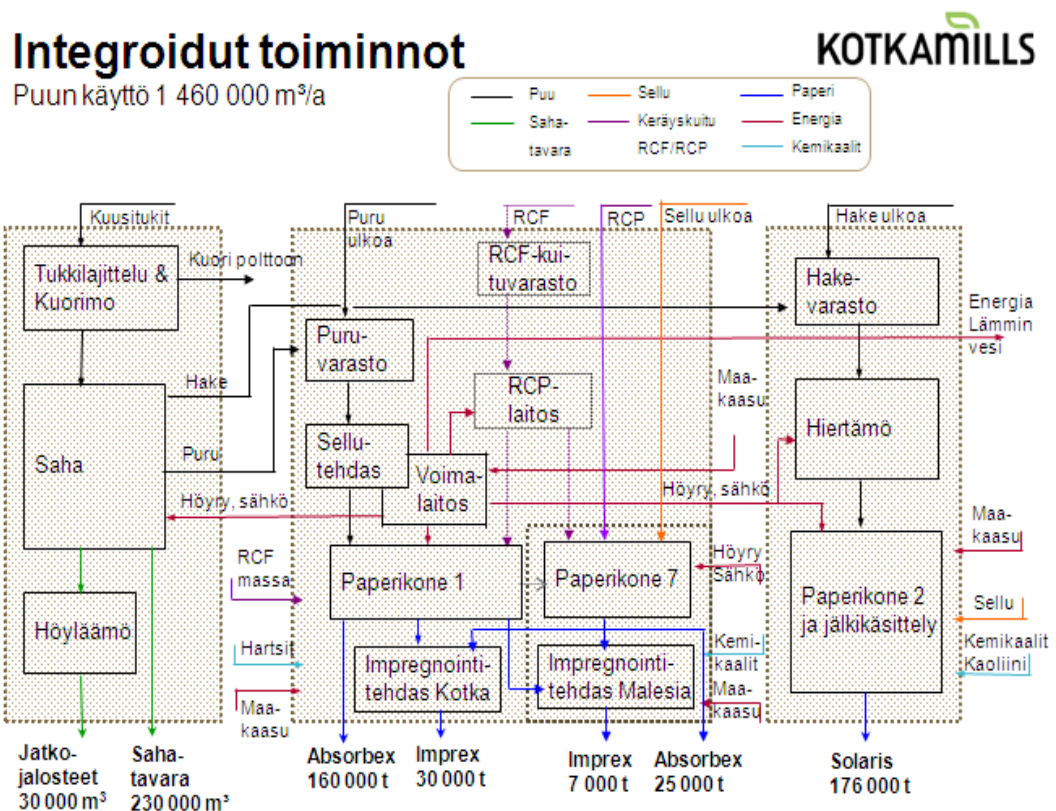 Integroidut toiminnot
Puun käyttö 1 460 000 m³/a
KOTKAMILLS
Puu
Sellu
Paperi
Saha-
tavara
Keräyskuitu
RCF/RCP
Energia
Kemikaalit
Kuusitukit
Puru
ulkoa
RCF
RCP
Sellu ulkoa
Hake ulkoa
Tukkilajittelu &
Kuorimo
Kuori polttoon
RCF-kui-
tuvarasto
Hake-
varasto
Energia
Lämmin
vesi
Puru-
varasto
Hake
RCP-
laitos
Maa-
kaasu
Hiertämö
Saha
Puru
Sellu-
tehdas
Voima-
laitos
Höyry, sähkö
Höyry, sähkö
Maa-
kaasu
RCF
massa
Paperikone 1
Paperikone 7
Höyry
Sähkö
Paperikone 2
ja jälkikäsittely
Sellu
Höyläämö
Hartsit
Impregnointi-
tehdas Kotka
Impregnointi-
tehdas Malesia
Kemi-
kaalit
Kemikaalit
Kaoliini
Maa-
kaasu
Maa-
kaasu
Jatko-
jalosteet
30 000 m³
Saha-
tavara
230 000 m³
Absorbex
160 000 t
Imprex
30 000 t
Imprex
7 000 t
Absorbex
25 000 t
Solaris
176 000 t